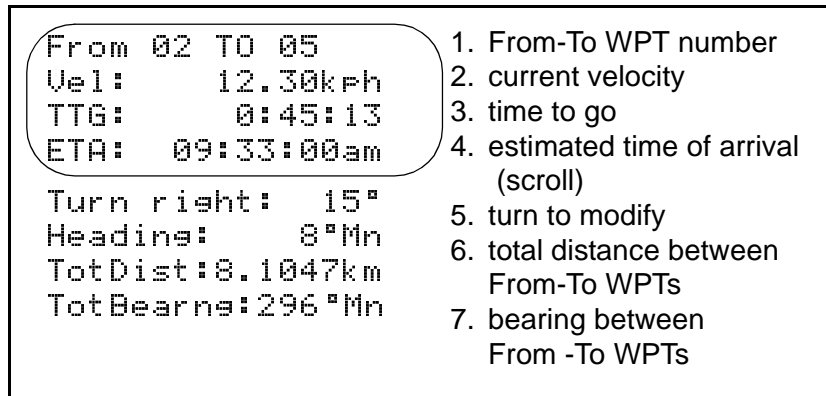 From 02 TO 05
Vel: 12.30kph
TTG: 0:45:13
ETA: 09:33:00am
Turn right: 15°
Heading: 8°Mn
TotDist:8.1047km
TotBearng:296°Mn
1. From-To WPT number
2. current velocity
3. time to go
4. estimated time of arrival
(scroll)
5. turn to modify
6. total distance between
From-To WPTs
7. bearing between
From -To WPTs